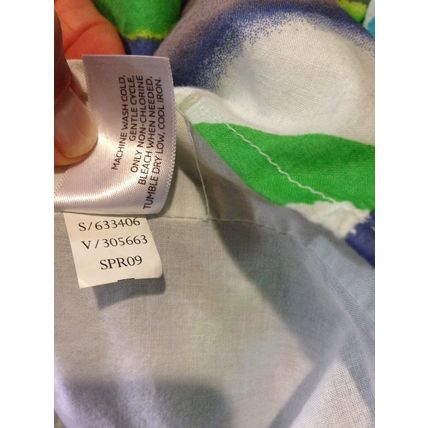 MACHINE WASH COLD,
GENTLE CYCLE,
ONLY NON-CHLORINE
BLEACH WHEN NEEDED.
TUMBLE DRY LOW, COOL IRON.
S/633406
V/305663
SPR09